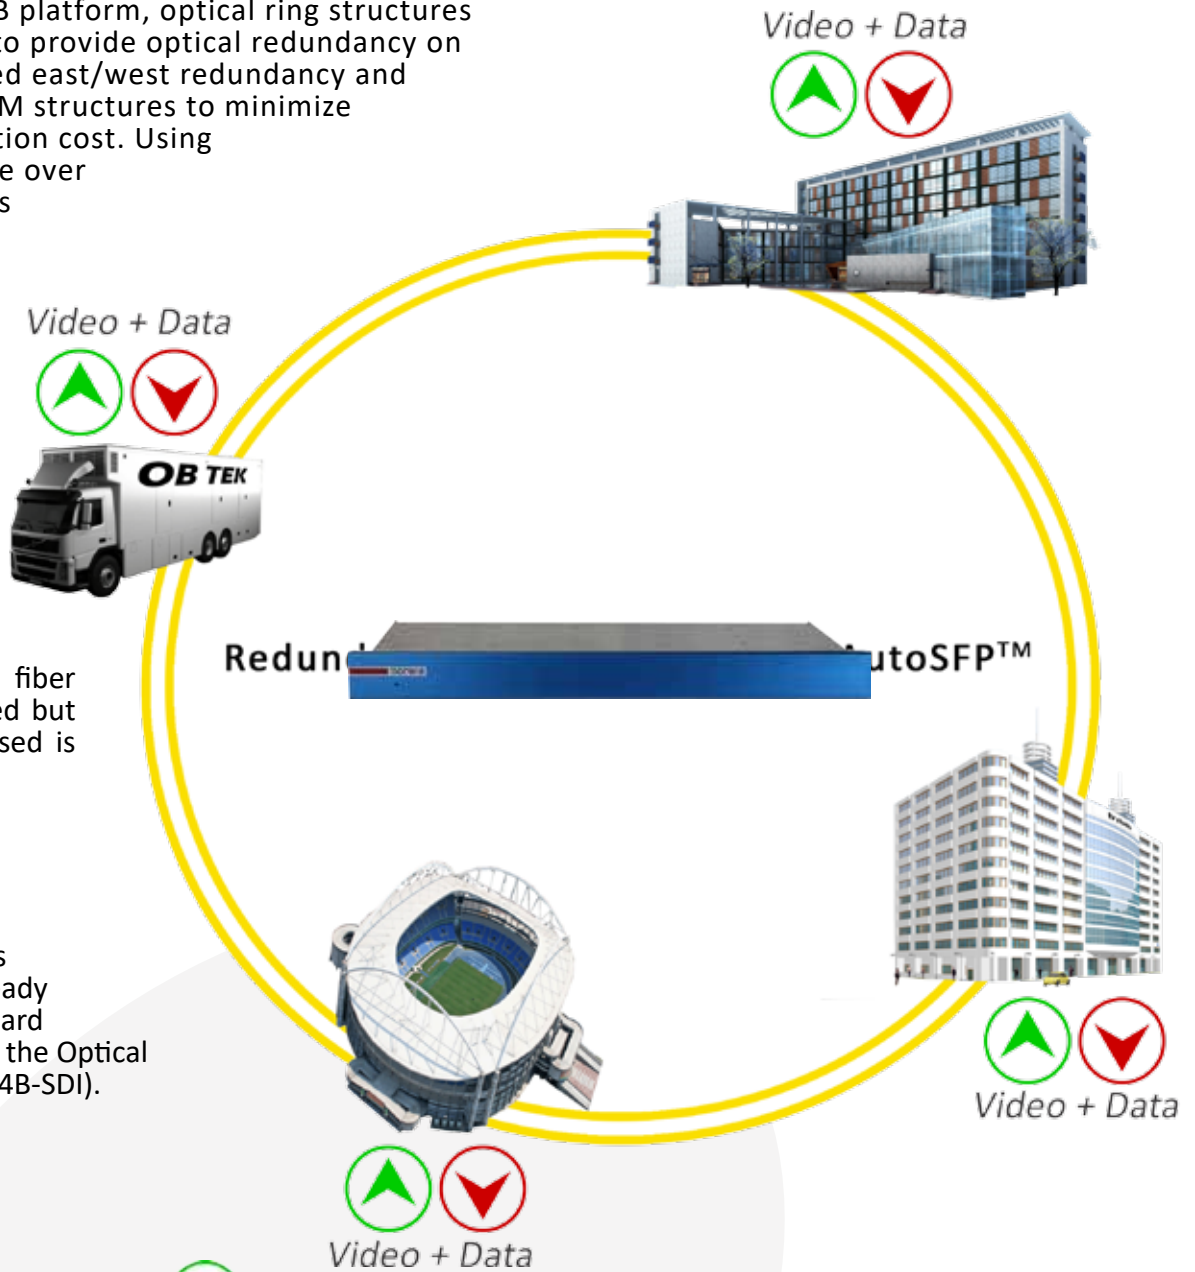 B platform, optical ring structures
to provide optical redundancy on
ed east/west redundancy and
M structures to minimize
tion cost. Using
e over
s
Video + Data
Video + Data
OB TEK
Redun
utoSFP™
fiber
ed but
sed is
s
ady
ard
the Optical
4B-SDI).
Video + Data
Video + Data